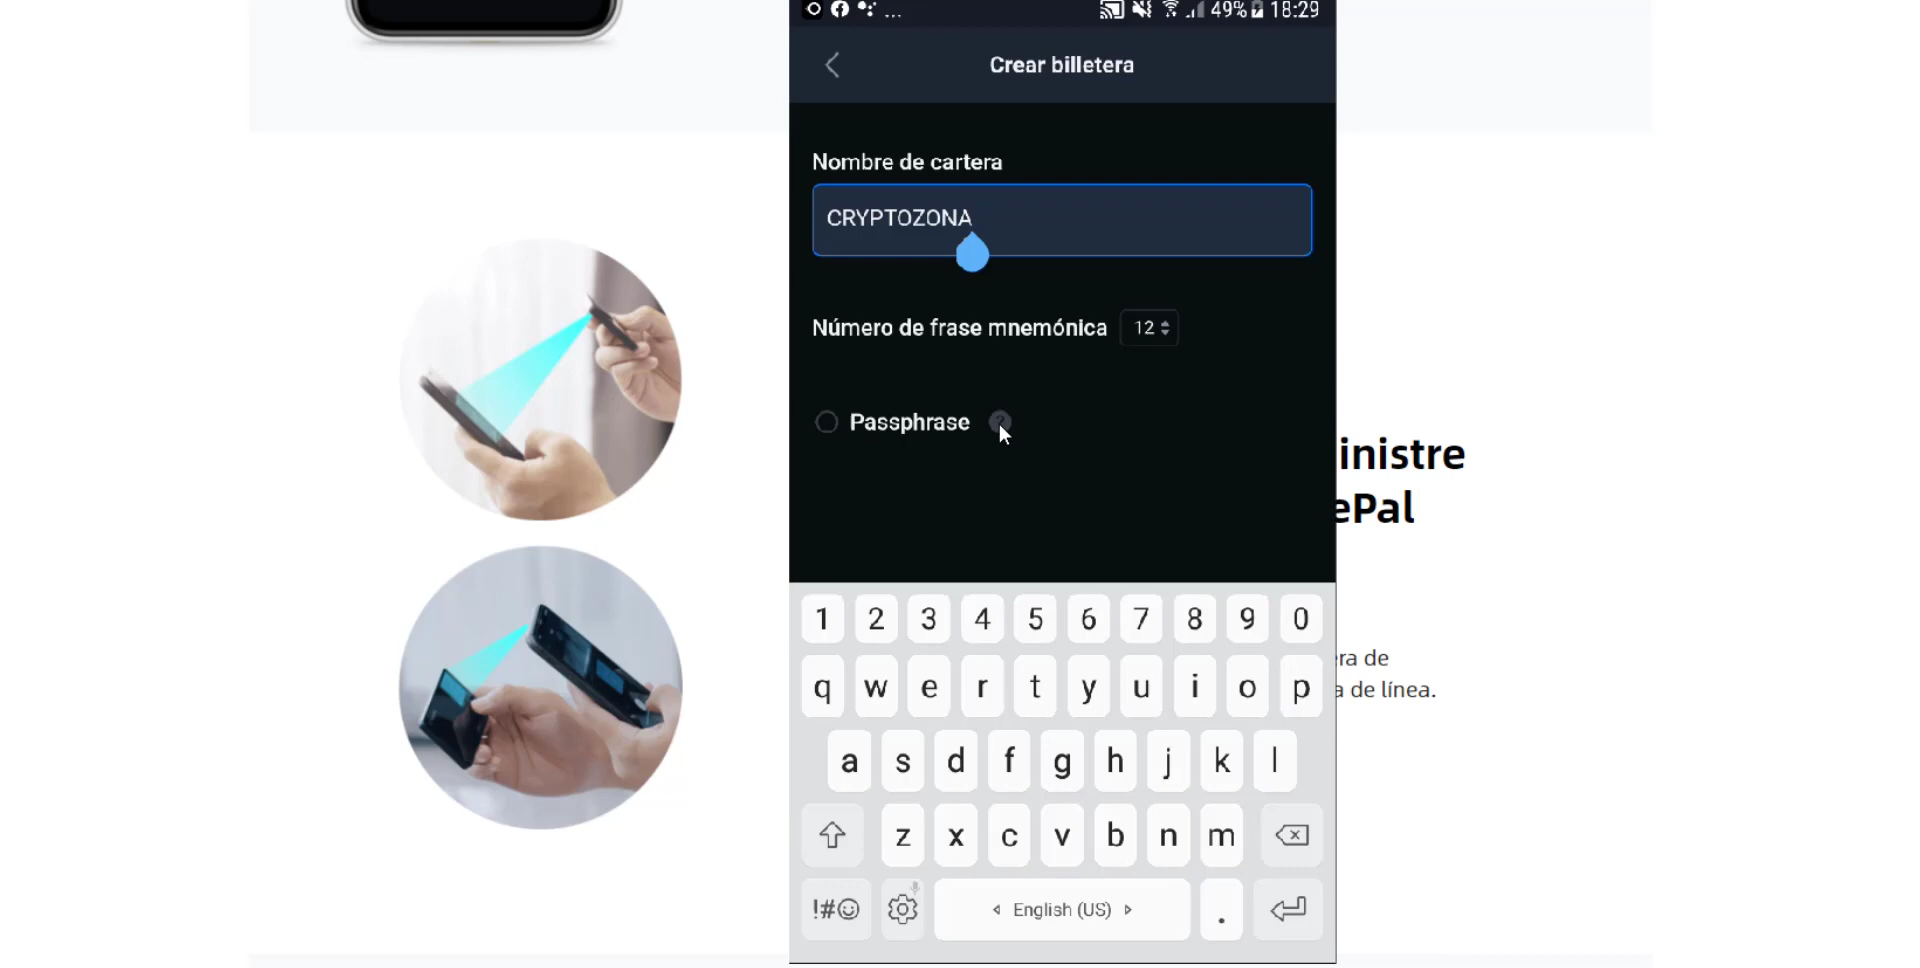 ... 49% 18:29
Crear billetera
Nombre de cartera
CRYPTOZONA
Número de frase mnemónica 12
Passphrase ?
inistre
ePal
ra de
a de línea.
1 2 3 4 5 6 7 8 9 0
q w e r t y u i o p
a s d f g h j k l
z x c v b n m
!#☺ English (US) .